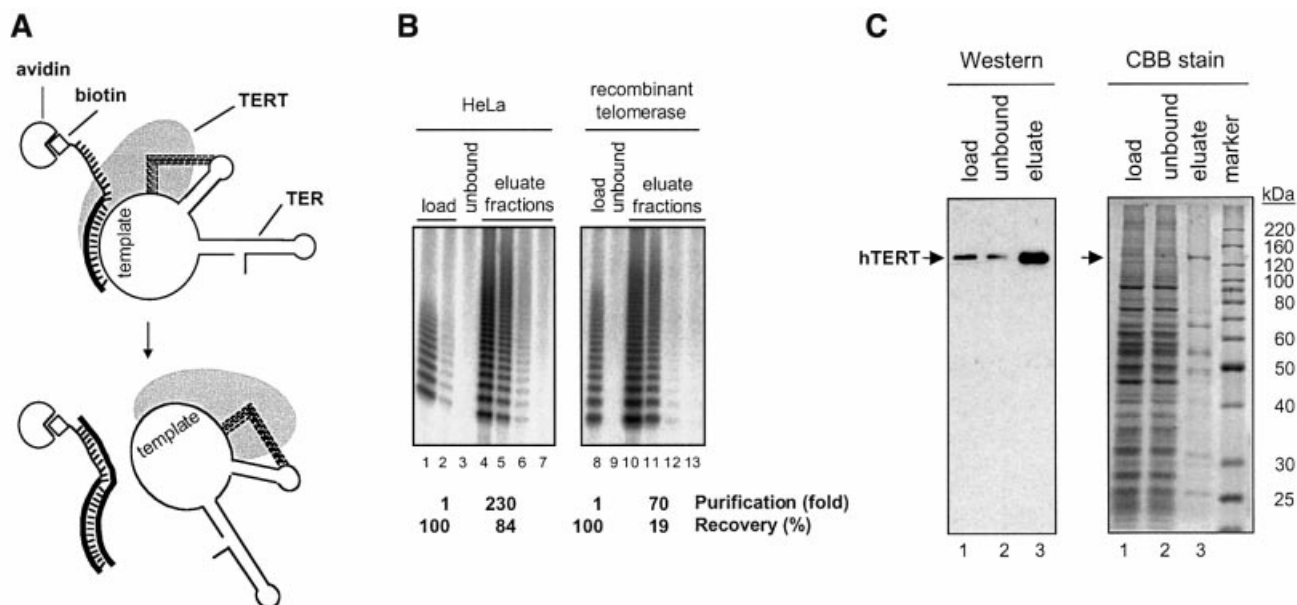 A
avidin
biotin
TERT
TER
template
template
B
HeLa
recombinant
telomerase
load
unbound
eluate
fractions
load
unbound
eluate
fractions
1 2 3 4 5 6 7
8 9 10 11 12 13
1 230 1 70 Purification (fold)
100 84 100 19 Recovery (%)
C
Western
CBB stain
load
unbound
eluate
load
unbound
eluate
marker
kDa
hTERT
220
160
120
100
80
60
50
40
30
25
1 2 3
1 2 3